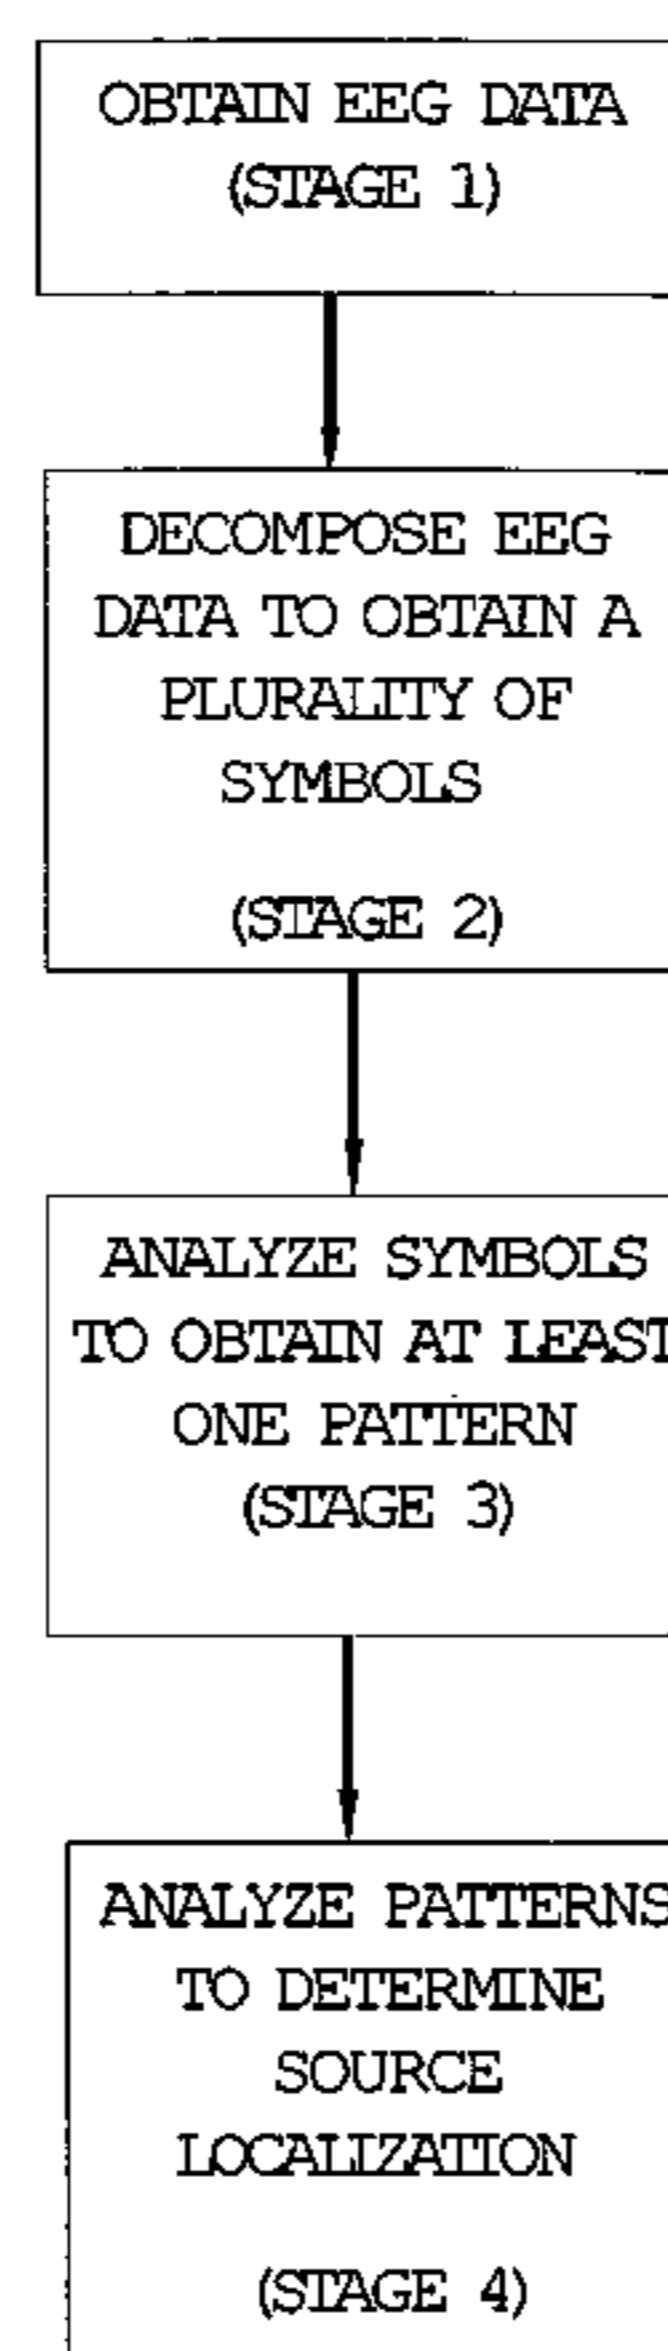 OBTAIN EEG DATA
(STAGE 1)
DECOMPOSE EEG
DATA TO OBTAIN A
PLURALITY OF
SYMBOLS
(STAGE 2)
ANALYZE SYMBOLS
TO OBTAIN AT LEAST
ONE PATTERN
(STAGE 3)
ANALYZE PATTERNS
TO DETERMINE
SOURCE
LOCALIZATION
(STAGE 4)